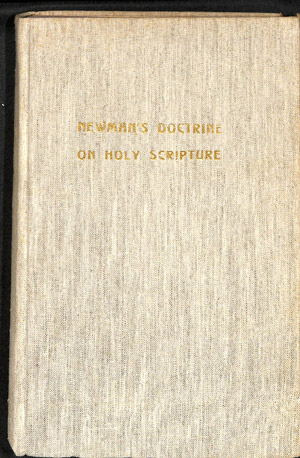 NEWMAN'S DOCTRINE
ON HOLY SCRIPTURE